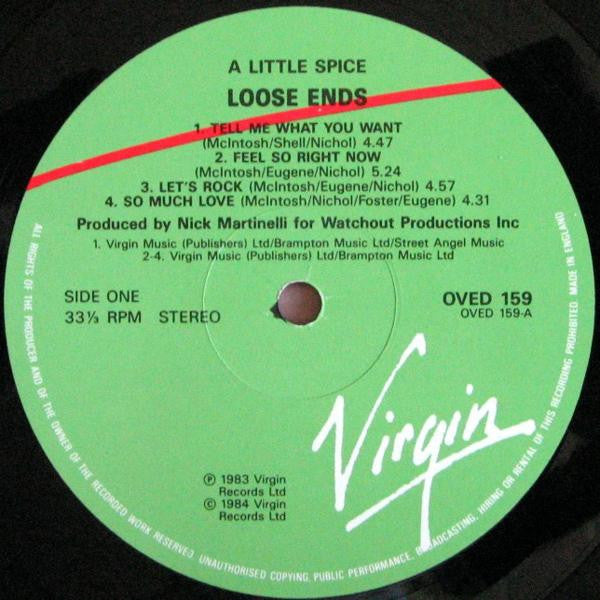 A LITTLE SPICE
LOOSE ENDS
1. TELL ME WHAT YOU WANT
(McIntosh/Shell/Nichol) 4.47
2. FEEL SO RIGHT NOW
(McIntosh/Eugene/Nichol) 5.24
3. LET'S ROCK (McIntosh/Eugene/Nichol) 4.57
4. SO MUCH LOVE (McIntosh/Nichol/Foster/Eugene) 4.31
Produced by Nick Martinelli for Watchout Productions Inc
1. Virgin Music (Publishers) Ltd/Brampton Music Ltd/Street Angel Music
2-4. Virgin Music (Publishers) Ltd/Brampton Music Ltd
SIDE ONE
33⅓ RPM STEREO
OVED 159
OVED 159-A
Virgin
℗ 1983 Virgin
Records Ltd
© 1984 Virgin
Records Ltd
ALL RIGHTS OF THE PRODUCER AND OF THE OWNER OF THE RECORDED WORK RESERVED UNAUTHORISED COPYING, PUBLIC PERFORMANCE, BROADCASTING, HIRING OR RENTAL OF THIS RECORDING PROHIBITED MADE IN ENGLAND